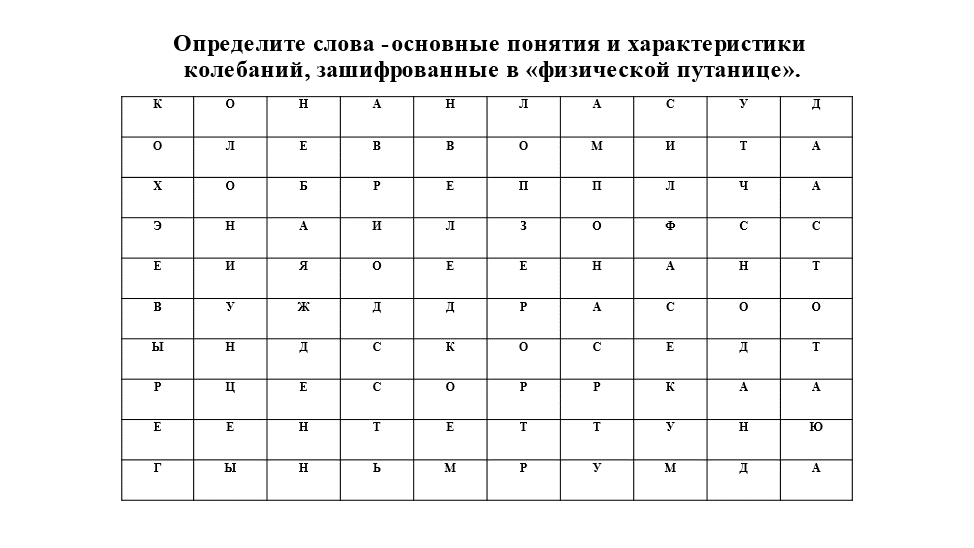 Определите слова -основные понятия и характеристики
колебаний, зашифрованные в «физической путанице».
К О Н А Н Л А С У Д
О Л Е В В О М И Т А
Х О Б Р Е П П Л Ч А
Э Н А И Л З О Ф С С
Е И Я О Е Е Н А Н Т
В У Ж Д Д Р А С О О
Ы Н Д С К О С Е Д Т
Р Ц Е С О Р Р К А А
Е Е Н Т Е Т Т У Н Ю
Г Ы Н Ь М Р У М Д А